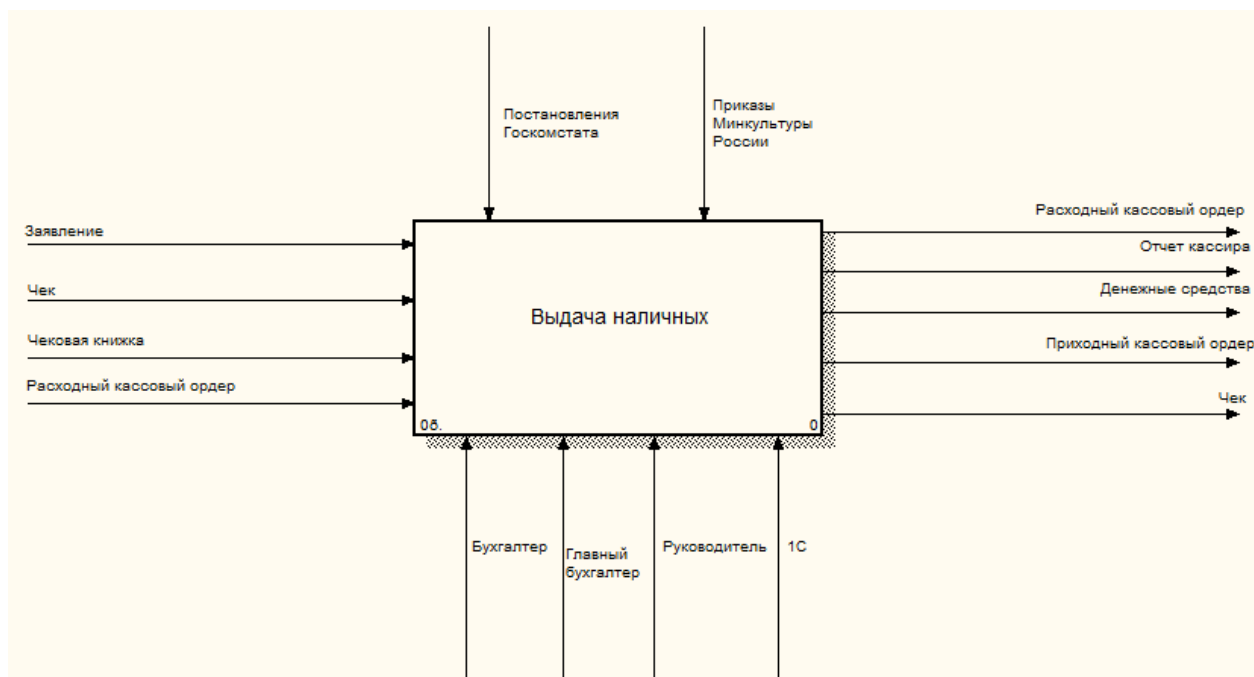 Постановления
Госкомстата
Приказы
Минкультуры
России
Заявление
Чек
Чековая книжка
Расходный кассовый ордер
Выдача наличных
0б.
0
Расходный кассовый ордер
Отчет кассира
Денежные средства
Приходный кассовый ордер
Чек
Бухгалтер
Главный
бухгалтер
Руководитель
1С